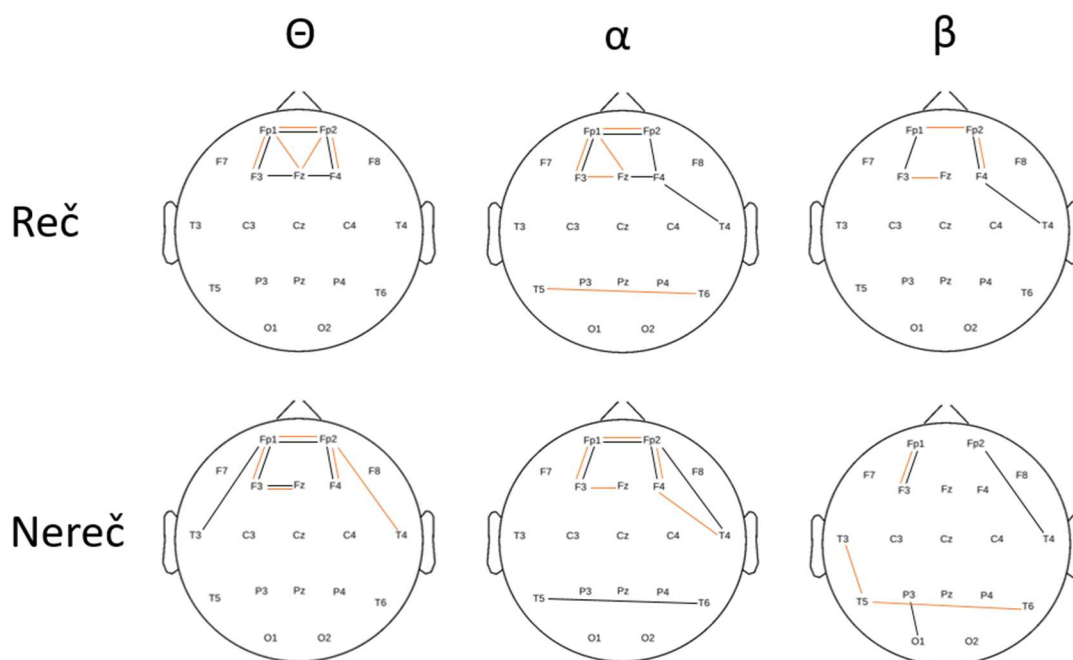 Θ α β
Reč
Fp1 Fp2
F7 F8
F3 Fz F4
T3 C3 Cz C4 T4
T5 P3 Pz P4 T6
O1 O2
Fp1 Fp2
F7 F8
F3 Fz F4
T3 C3 Cz C4 T4
T5 P3 Pz P4 T6
O1 O2
Fp1 Fp2
F7 F8
F3 Fz F4
T3 C3 Cz C4 T4
T5 P3 Pz P4 T6
O1 O2
Nereč
Fp1 Fp2
F7 F8
F3 Fz F4
T3 C3 Cz C4 T4
T5 P3 Pz P4 T6
O1 O2
Fp1 Fp2
F7 F8
F3 Fz F4
T3 C3 Cz C4 T4
T5 P3 Pz P4 T6
O1 O2
Fp1 Fp2
F7 F8
F3 Fz F4
T3 C3 Cz C4 T4
T5 P3 Pz P4 T6
O1 O2